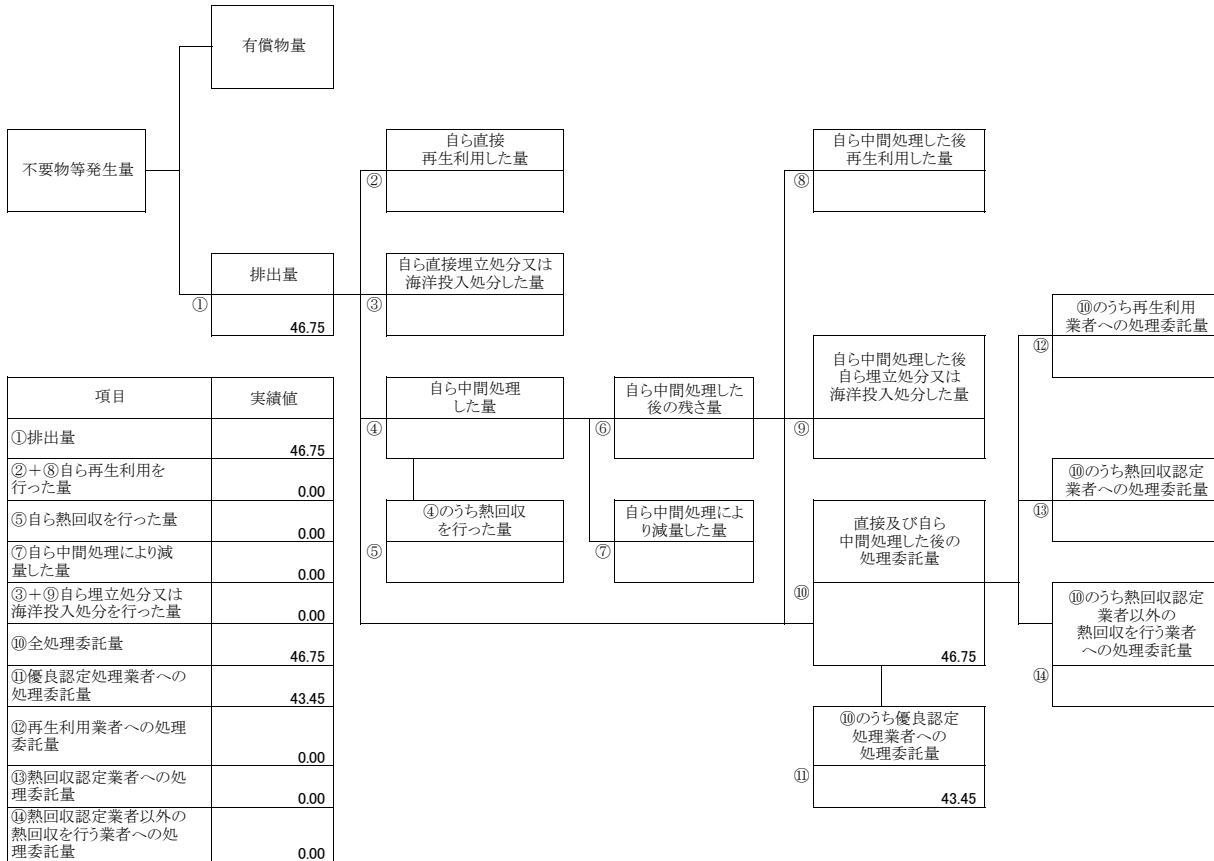 有償物量
不要物等発生量
自ら直接
再生利用した量
②
自ら中間処理した後
再生利用した量
⑧
排出量
①
46.75
自ら直接埋立処分又は
海洋投入処分した量
③
⑩のうち再生利用
業者への処理委託量
⑫
自ら中間処理
した量
④
自ら中間処理した
後の残さ量
⑥
自ら中間処理した後
自ら埋立処分又は
海洋投入処分した量
⑨
⑩のうち熱回収認定
業者への処理委託量
⑬
④のうち熱回収
を行った量
⑤
自ら中間処理によ
り減量した量
⑦
直接及び自ら
中間処理した後の
処理委託量
⑩
46.75
⑩のうち熱回収認定
業者以外の
熱回収を行う業者
への処理委託量
⑭
⑩のうち優良認定
処理業者への
処理委託量
⑪
43.45
項目 実績値
①排出量
46.75
②+⑧自ら再生利用を
行った量 0.00
⑤自ら熱回収を行った量
0.00
⑦自ら中間処理により減
量した量 0.00
③+⑨自ら埋立処分又は
海洋投入処分を行った量 0.00
⑩全処理委託量
46.75
⑪優良認定処理業者への
処理委託量 43.45
⑫再生利用業者への処理
委託量
0.00
⑬熱回収認定業者への処
理委託量 0.00
⑭熱回収認定業者以外の
熱回収を行う業者への処
理委託量 0.00